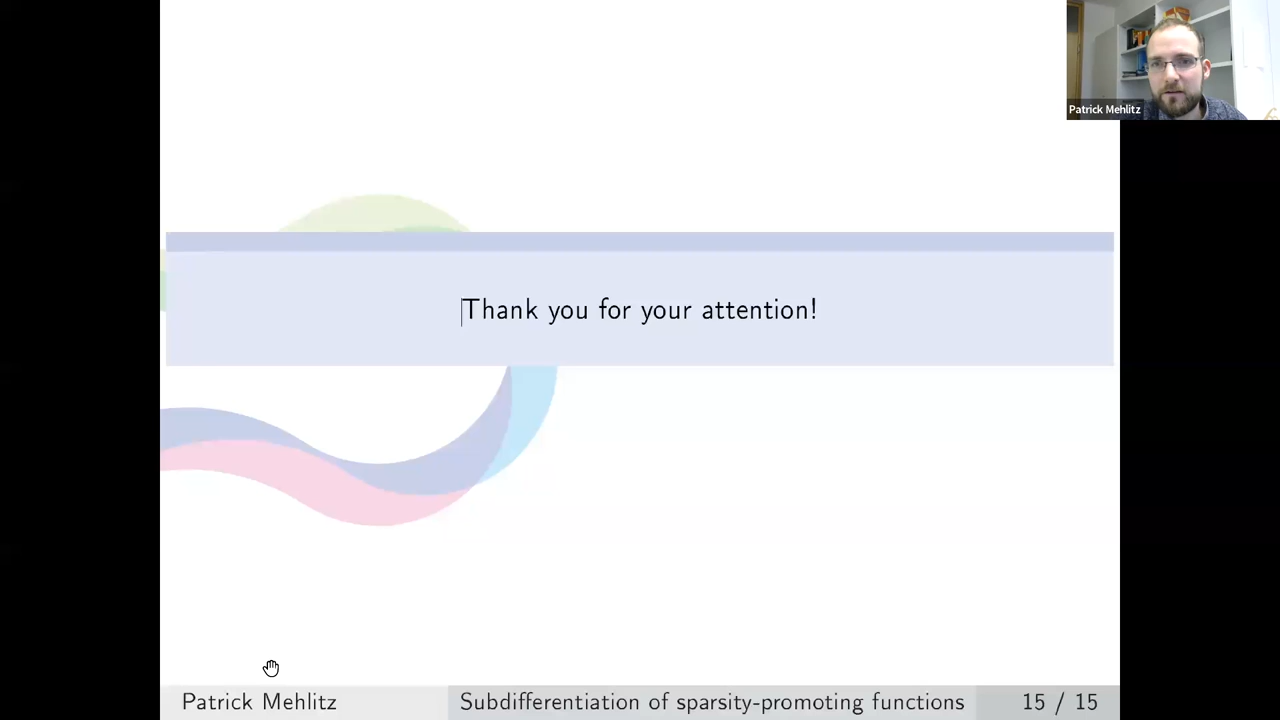 Patrick Mehlitz
Thank you for your attention!
Patrick Mehlitz
Subdifferentiation of sparsity-promoting functions
15 / 15